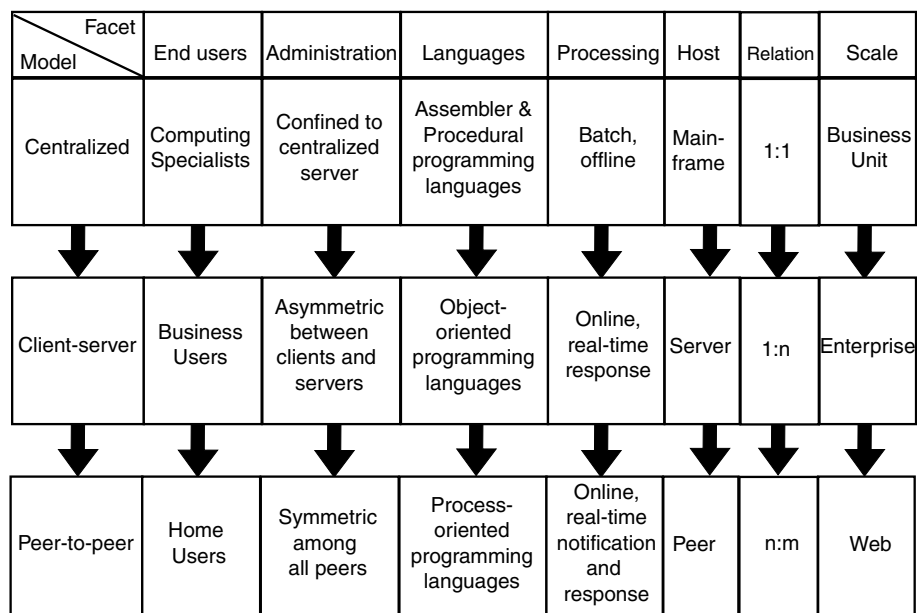 Facet
Model
End users
Administration
Languages
Processing
Host
Relation
Scale
Centralized
Computing
Specialists
Confined to
centralized
server
Assembler &
Procedural
programming
languages
Batch,
offline
Main-
frame
1:1
Business
Unit
Client-server
Business
Users
Asymmetric
between
clients and
servers
Object-
oriented
programming
languages
Online,
real-time
response
Server
1:n
Enterprise
Peer-to-peer
Home
Users
Symmetric
among
all peers
Process-
oriented
programming
languages
Online,
real-time
notification
and
response
Peer
n:m
Web